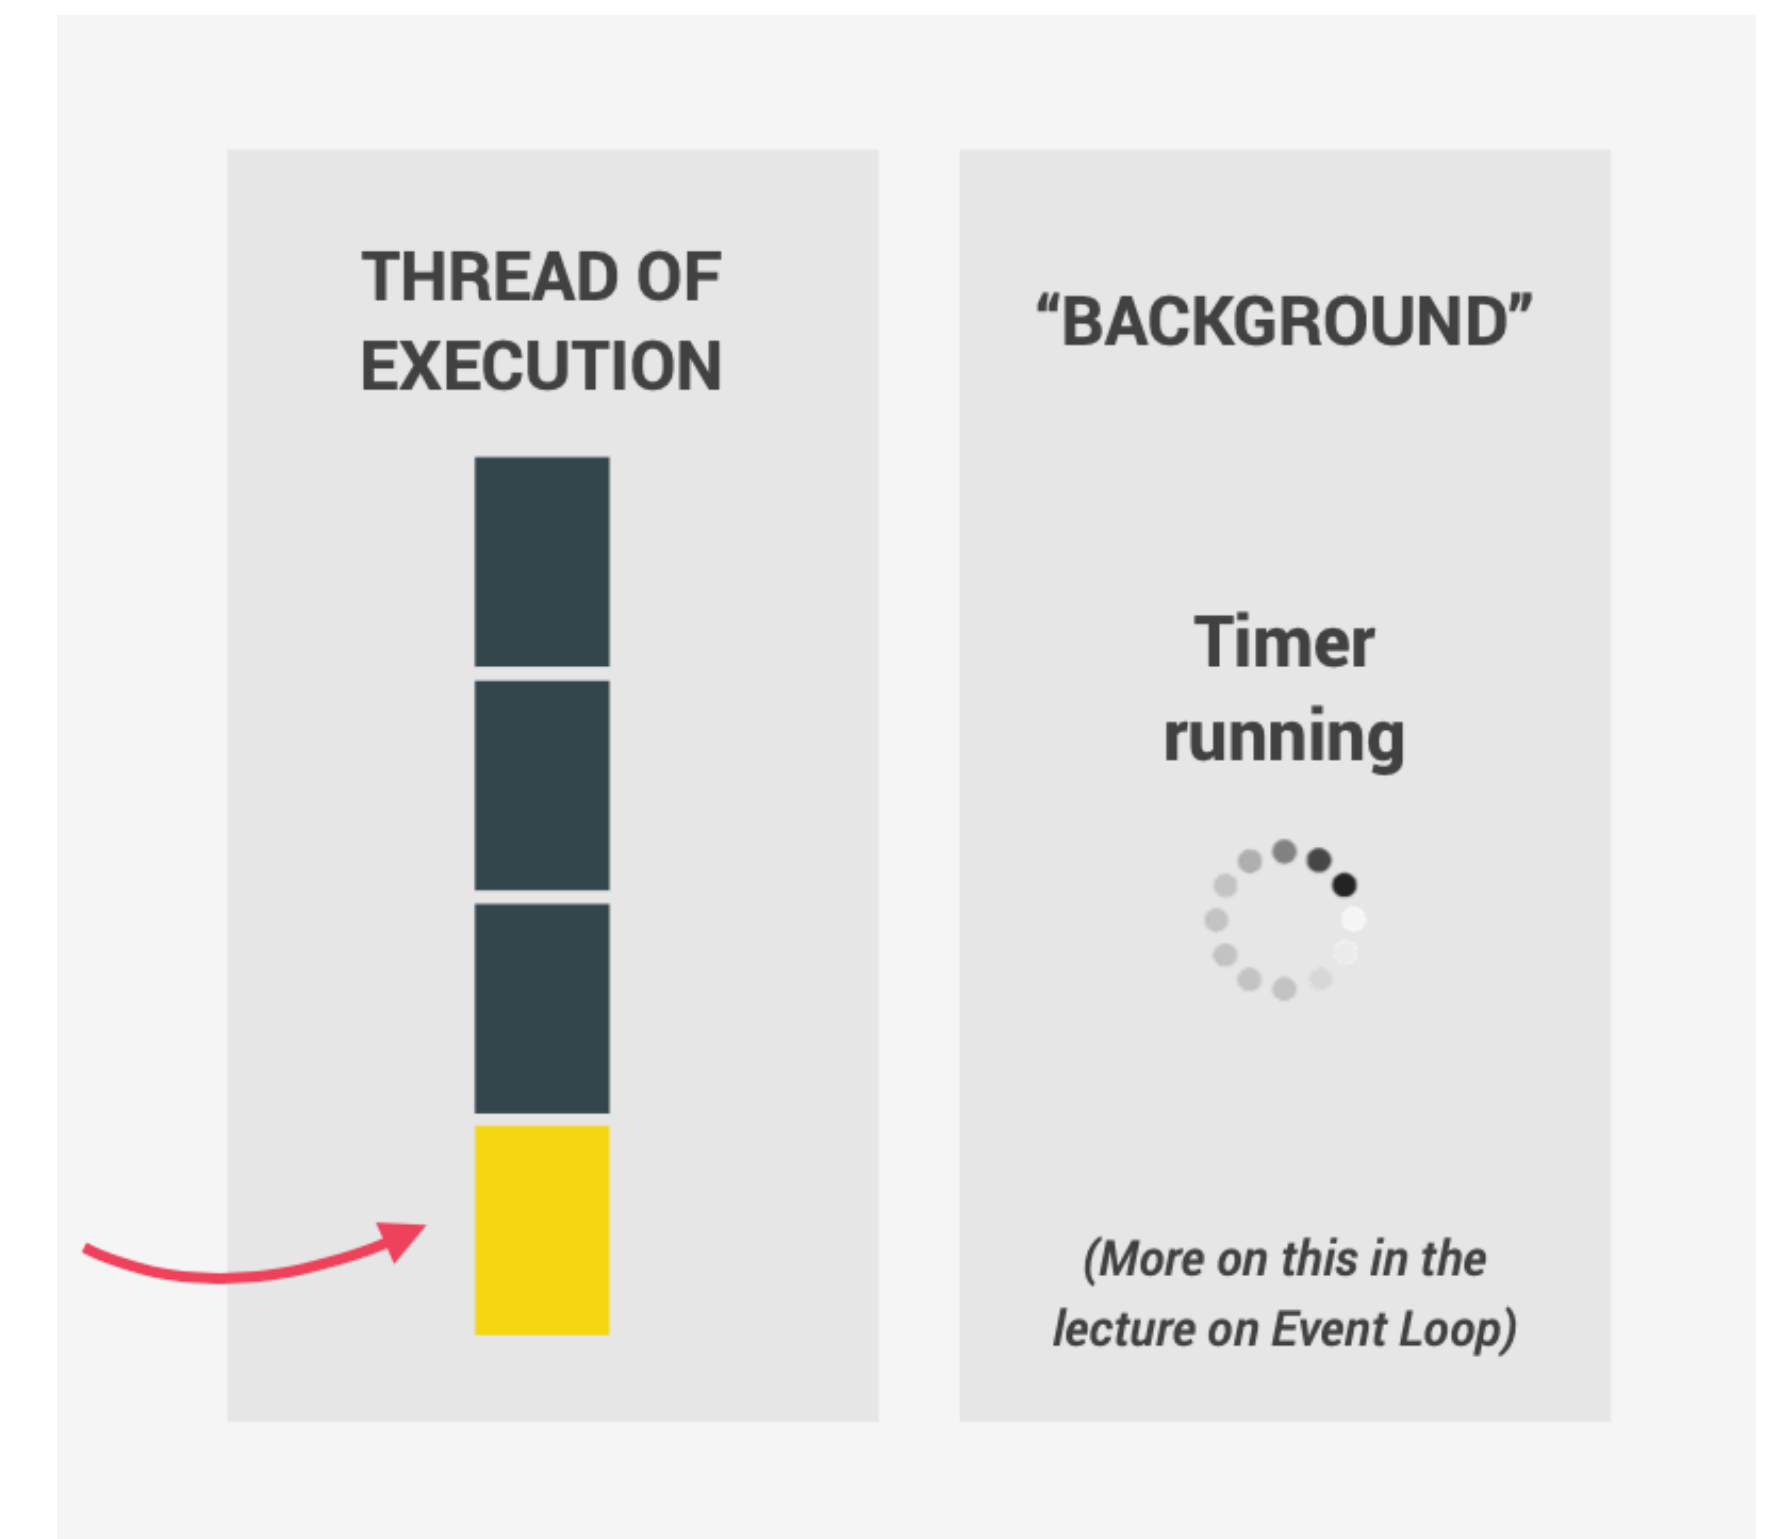 THREAD OF
EXECUTION
“BACKGROUND”
Timer
running
(More on this in the
lecture on Event Loop)